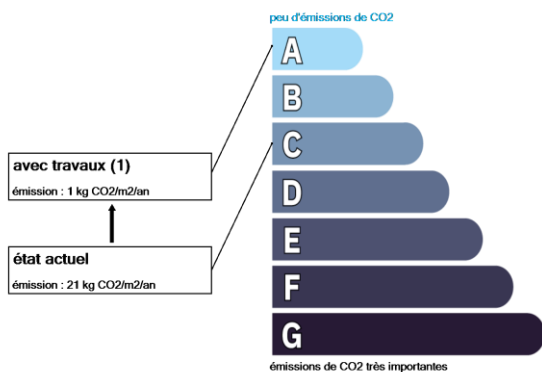 peu d'émissions de CO2
A
B
C
avec travaux (1)
émission : 1 kg CO2/m2/an
D
E
état actuel
émission : 21 kg CO2/m2/an
F
G
émissions de CO2 très importantes